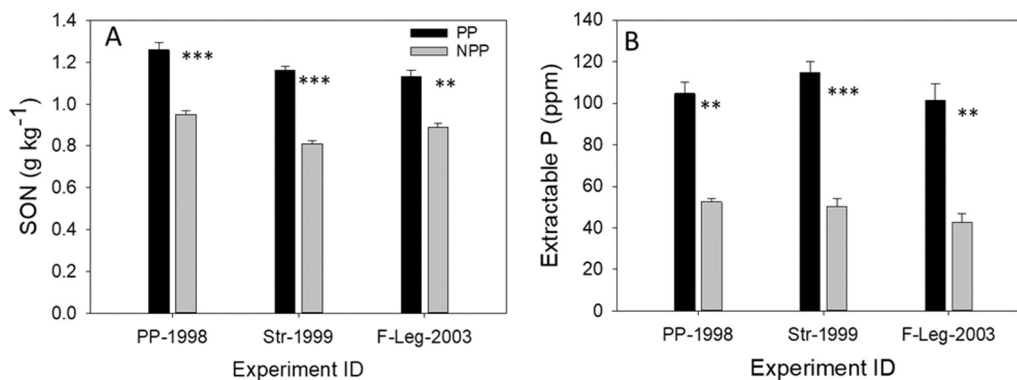 A
PP
NPP
SON (g kg⁻¹)
1.4
1.2
1.0
0.8
0.6
0.4
0.2
0.0
***
***
**
PP-1998
Str-1999
F-Leg-2003
Experiment ID
B
Extractable P (ppm)
140
120
100
80
60
40
20
0
**
***
**
PP-1998
Str-1999
F-Leg-2003
Experiment ID